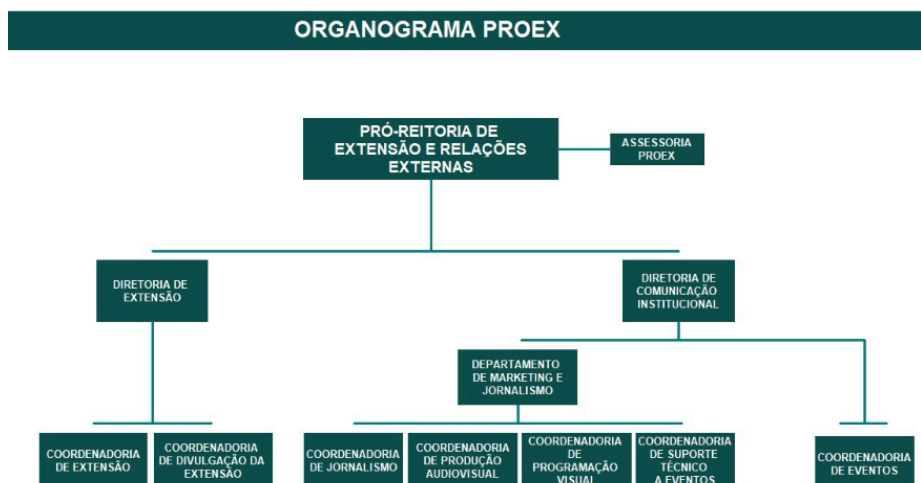 ORGANOGRAMA PROEX
PRÓ-REITORIA DE
EXTENSÃO E RELAÇÕES
EXTERNAS
ASSESSORIA
PROEX
DIRETORIA DE
EXTENSÃO
DIRETORIA DE
COMUNICAÇÃO
INSTITUCIONAL
DEPARTAMENTO
DE MARKETING E
JORNALISMO
COORDENADORIA
DE EXTENSÃO
COORDENADORIA
DE DIVULGAÇÃO DA
EXTENSÃO
COORDENADORIA
DE JORNALISMO
COORDENADORIA
DE PRODUÇÃO
AUDIOVISUAL
COORDENADORIA
DE
PROGRAMAÇÃO
VISUAL
COORDENADORIA
DE SUPORTE
TÉCNICO
A EVENTOS
COORDENADORIA
DE EVENTOS